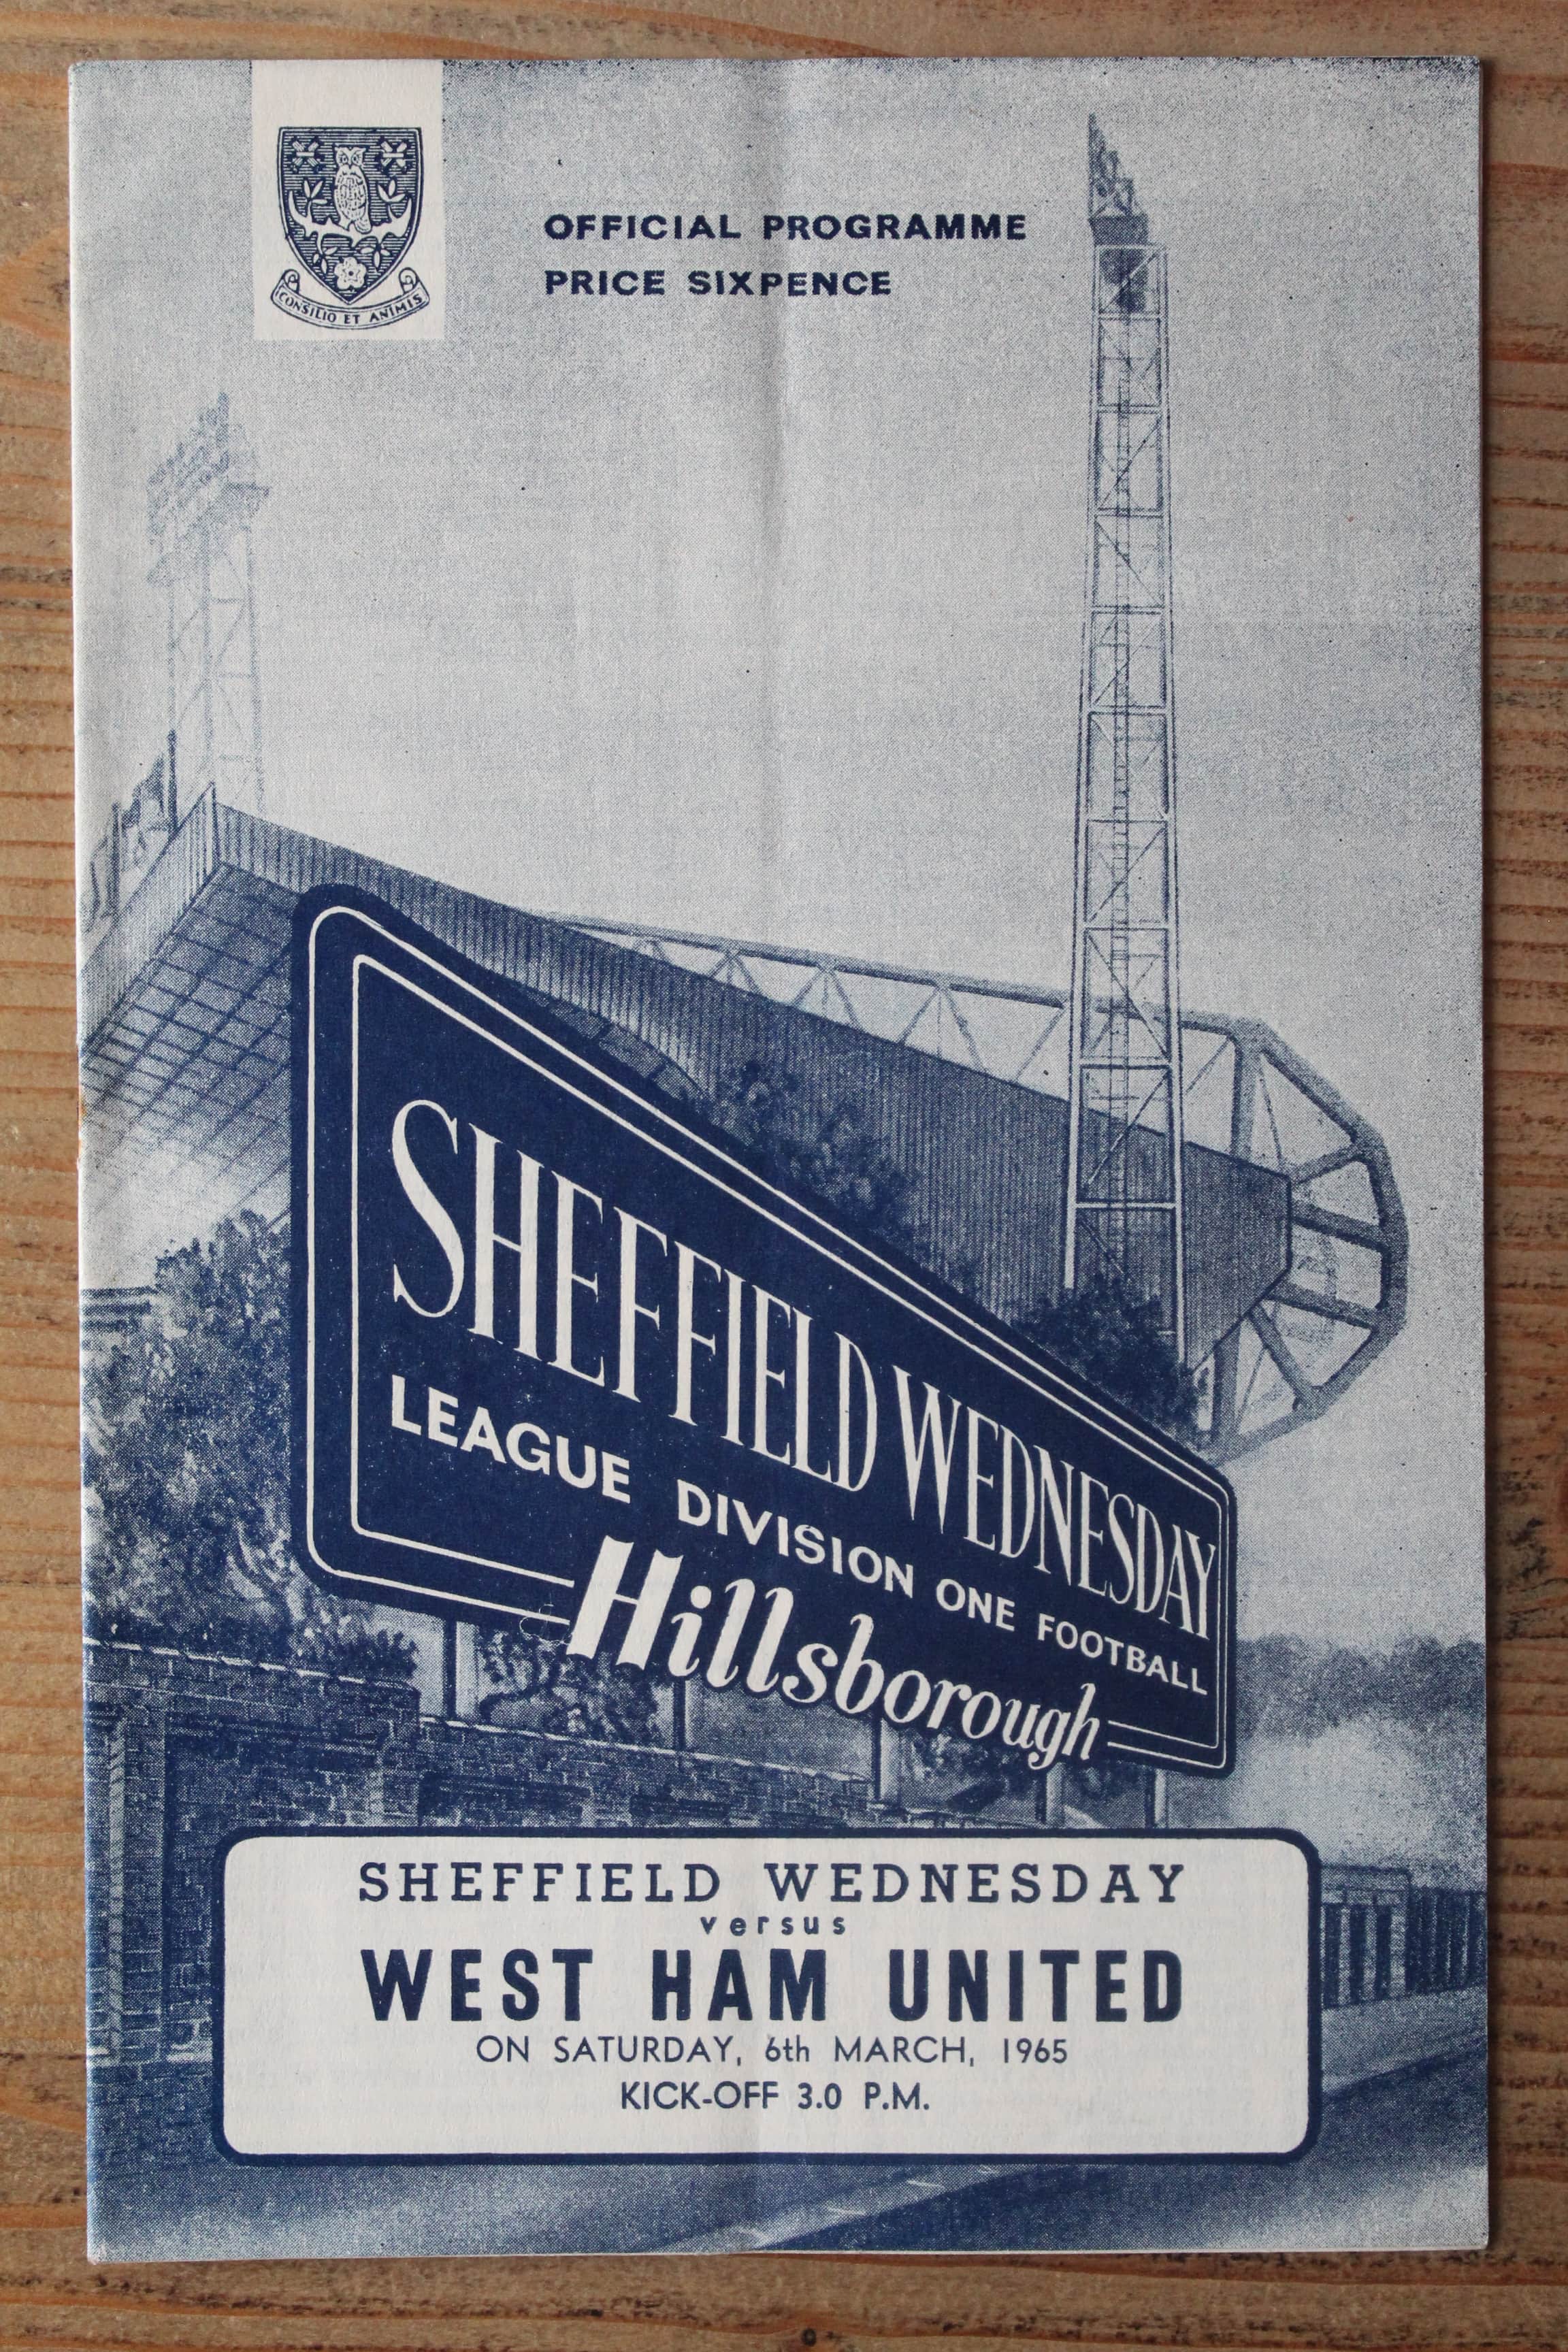 CONSILIO ET ANIMIS
OFFICIAL PROGRAMME
PRICE SIXPENCE
SHEFFIELD WEDNESDAY
LEAGUE DIVISION ONE FOOTBALL
Hillsborough
SHEFFIELD WEDNESDAY
versus
WEST HAM UNITED
ON SATURDAY, 6th MARCH, 1965
KICK-OFF 3.0 P.M.